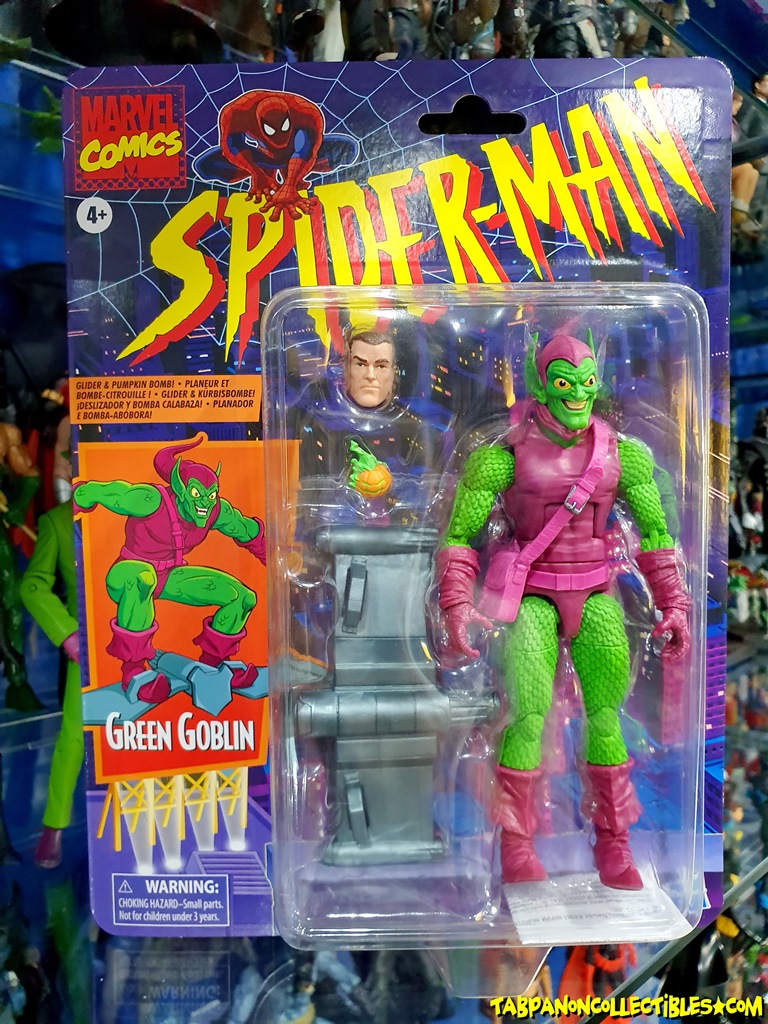 MARVEL
COMICS
M
4+
SPIDER-MAN
GLIDER & PUMPKIN BOMB! • PLANEUR ET
BOMBE-CITROUILLE ! • GLIDER & KÜRBISBOMBE!
¡DESLIZADOR Y BOMBA CALABAZA! • PLANADOR
E BOMBA-ABÓBORA!
GREEN GOBLIN
WARNING:
CHOKING HAZARD–Small parts.
Not for children under 3 years.
WARNING:
TABPANONCOLLECTIBLES★COM